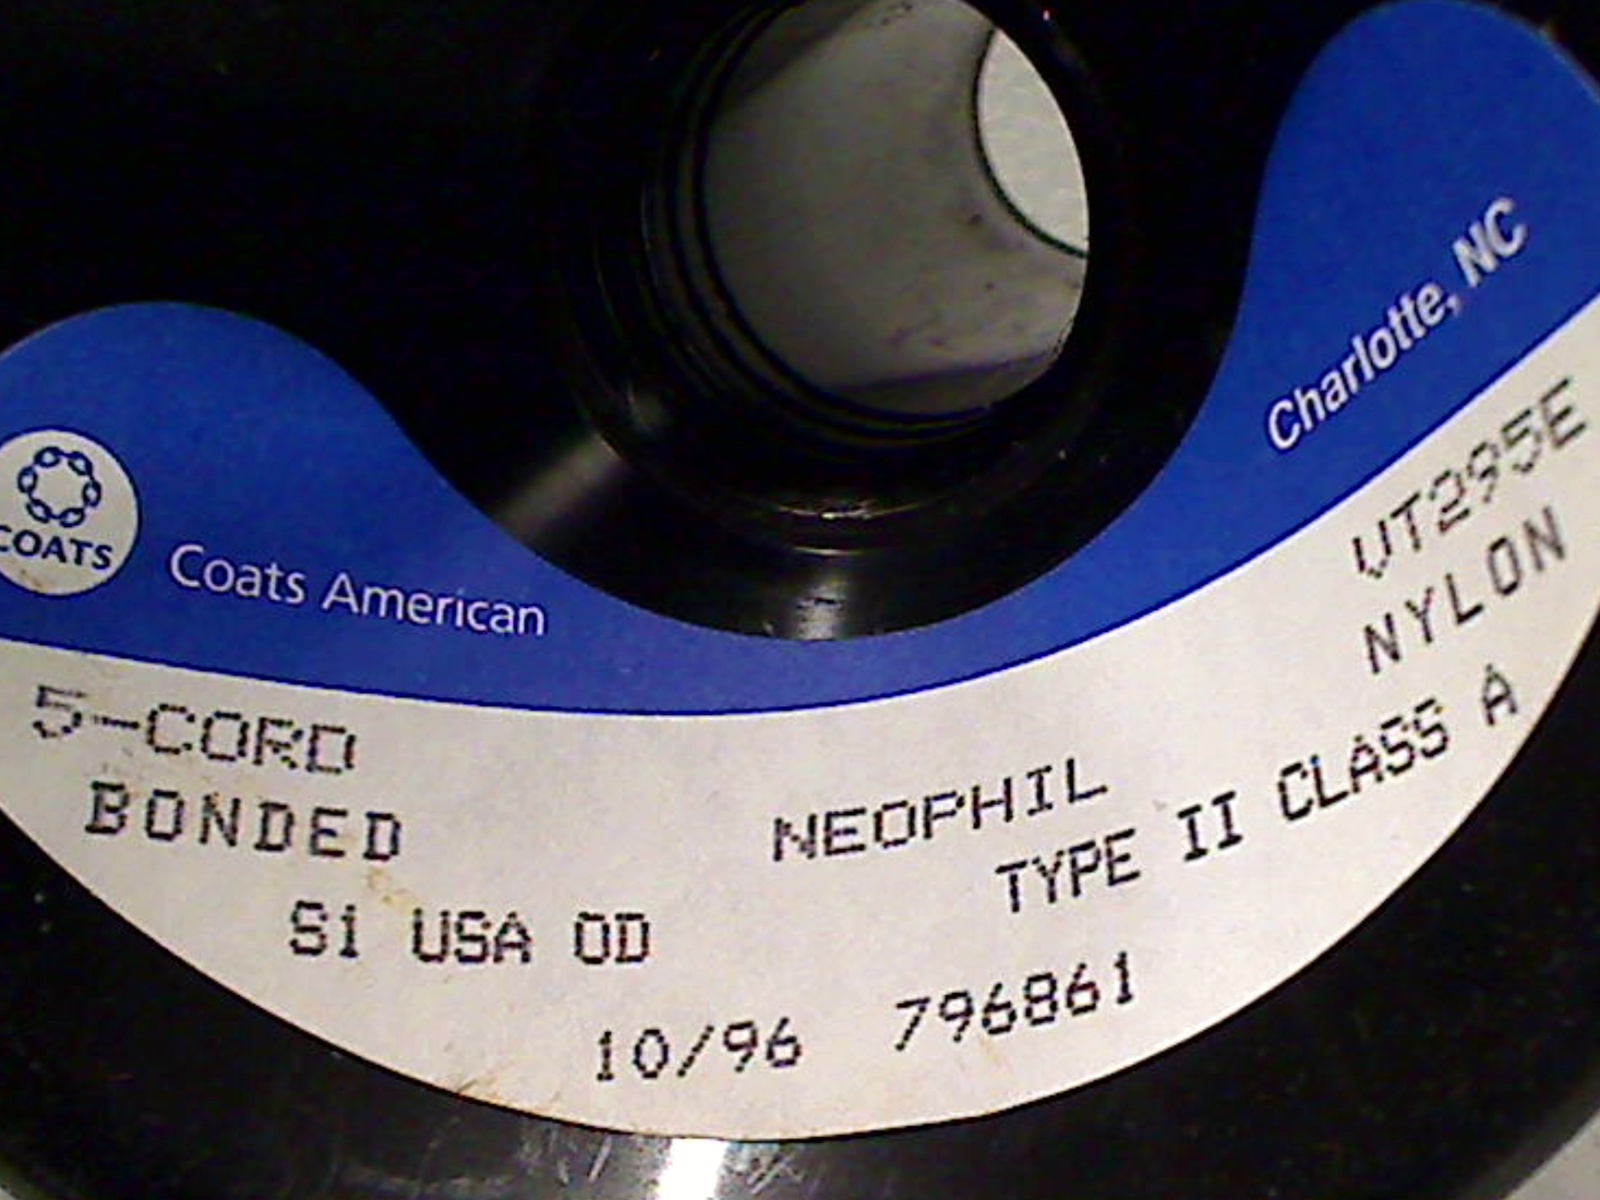 COATS
Coats American
Charlotte, NC
5-CORD NEOPHIL VT295E
BONDED TYPE II CLASS A NYLON
S1 USA OD
10/96 796861